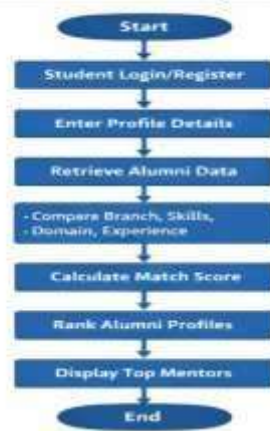 Start
Student Login/Register
Enter Profile Details
Retrieve Alumni Data
- Compare Branch, Skills,
- Domain, Experience
Calculate Match Score
Rank Alumni Profiles
Display Top Mentors
End